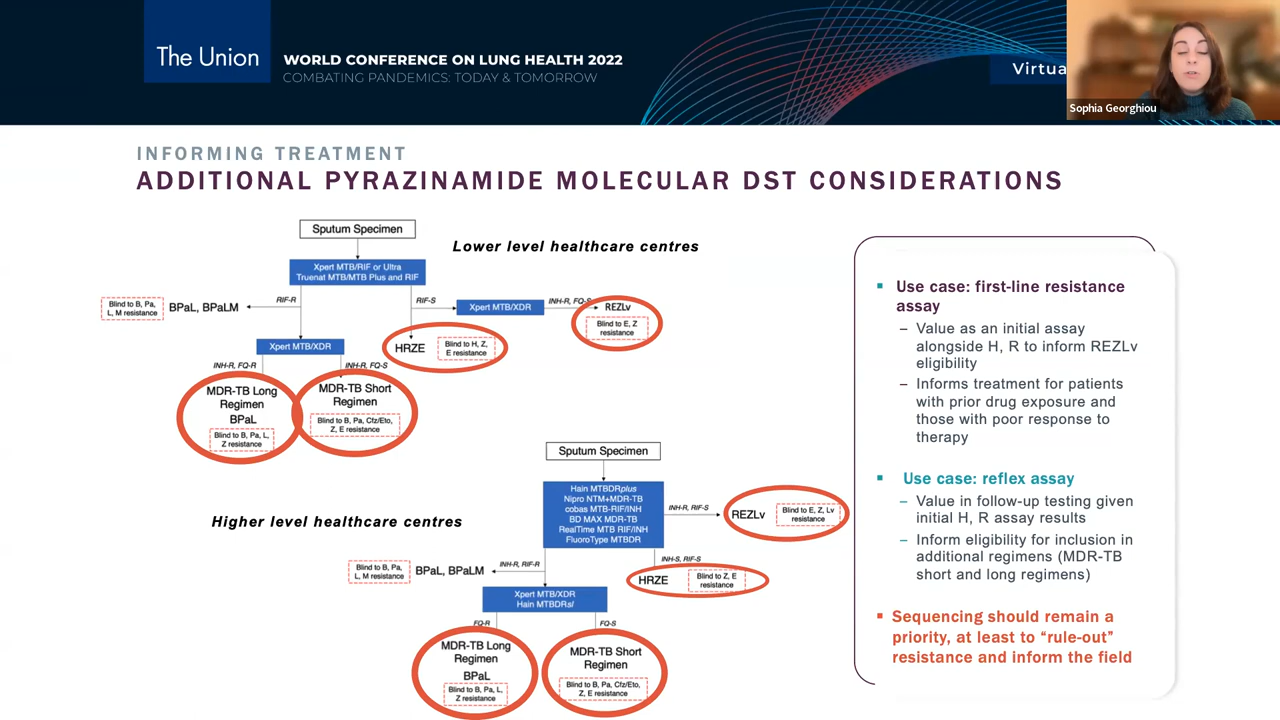 The Union
WORLD CONFERENCE ON LUNG HEALTH 2022
COMBATING PANDEMICS: TODAY & TOMORROW
Virtua
Sophia Georghiou
INFORMING TREATMENT
ADDITIONAL PYRAZINAMIDE MOLECULAR DST CONSIDERATIONS
Sputum Specimen
Lower level healthcare centres
Xpert MTB/RIF or Ultra
Truenat MTB/MTB Plus and RIF
Blind to B, Pa,
L, M resistance
BPaL, BPaLM
RIF-R
RIF-S
Xpert MTB/XDR
INH-R, FQ-S
REZLv
Blind to E, Z
resistance
Xpert MTB/XDR
HRZE
Blind to H, Z,
E resistance
INH-R, FQ-R
INH-R, FQ-S
MDR-TB Long
Regimen
BPaL
Blind to B, Pa, L,
Z resistance
MDR-TB Short
Regimen
Blind to B, Pa, Cfz/Eto,
Z, E resistance
Higher level healthcare centres
Sputum Specimen
Hain MTBDRplus
Nipro NTM+MDR-TB
cobas MTB-RIF/INH
BD MAX MDR-TB
RealTime MTB RIF/INH
FluoroType MTBDR
INH-R, RIF-S
REZLv
Blind to E, Z, Lv
resistance
INH-S, RIF-S
HRZE
Blind to Z, E
resistance
Blind to B, Pa,
L, M resistance
BPaL, BPaLM
INH-R, RIF-R
Xpert MTB/XDR
Hain MTBDRsl
FQ-R
FQ-S
MDR-TB Long
Regimen
BPaL
Blind to B, Pa, L,
Z resistance
MDR-TB Short
Regimen
Blind to B, Pa, Cfz/Eto,
Z, E resistance
▪ Use case: first-line resistance
assay
– Value as an initial assay
alongside H, R to inform REZLv
eligibility
– Informs treatment for patients
with prior drug exposure and
those with poor response to
therapy
▪ Use case: reflex assay
– Value in follow-up testing given
initial H, R assay results
– Inform eligibility for inclusion in
additional regimens (MDR-TB
short and long regimens)
▪ Sequencing should remain a
priority, at least to “rule-out”
resistance and inform the field